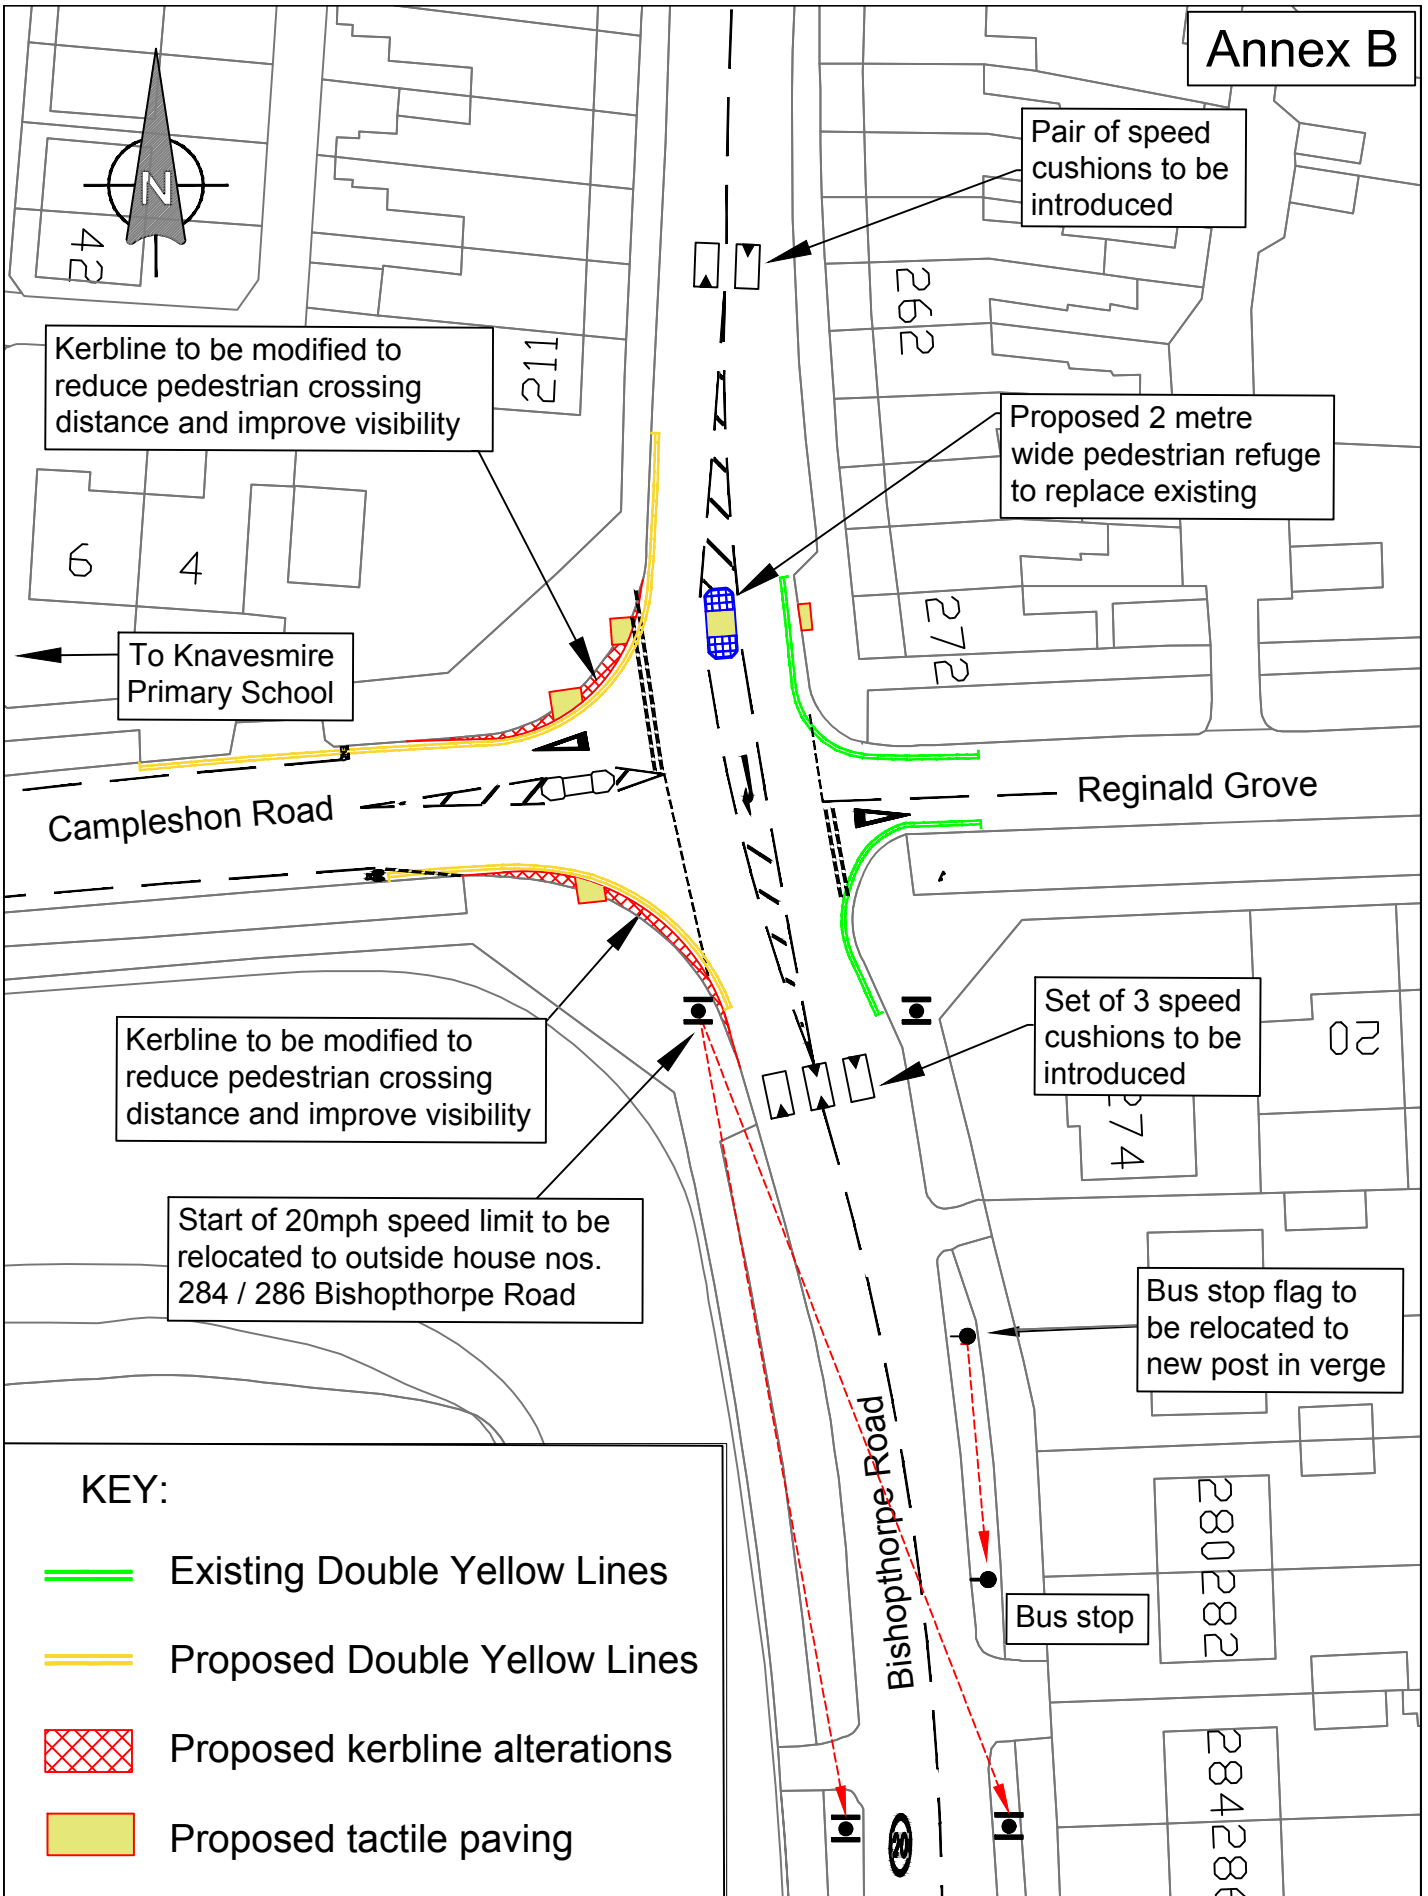 Annex B
Pair of speed
cushions to be
introduced
N
42
262
211
Kerbline to be modified to
reduce pedestrian crossing
distance and improve visibility
Proposed 2 metre
wide pedestrian refuge
to replace existing
6
4
272
To Knavesmire
Primary School
Reginald Grove
Campleshon Road
Set of 3 speed
cushions to be
introduced
20
274
Kerbline to be modified to
reduce pedestrian crossing
distance and improve visibility
Start of 20mph speed limit to be
relocated to outside house nos.
284 / 286 Bishopthorpe Road
Bus stop flag to
be relocated to
new post in verge
Bishopthorpe Road
280
282
Bus stop
284
286
20
KEY:
Existing Double Yellow Lines
Proposed Double Yellow Lines
Proposed kerbline alterations
Proposed tactile paving